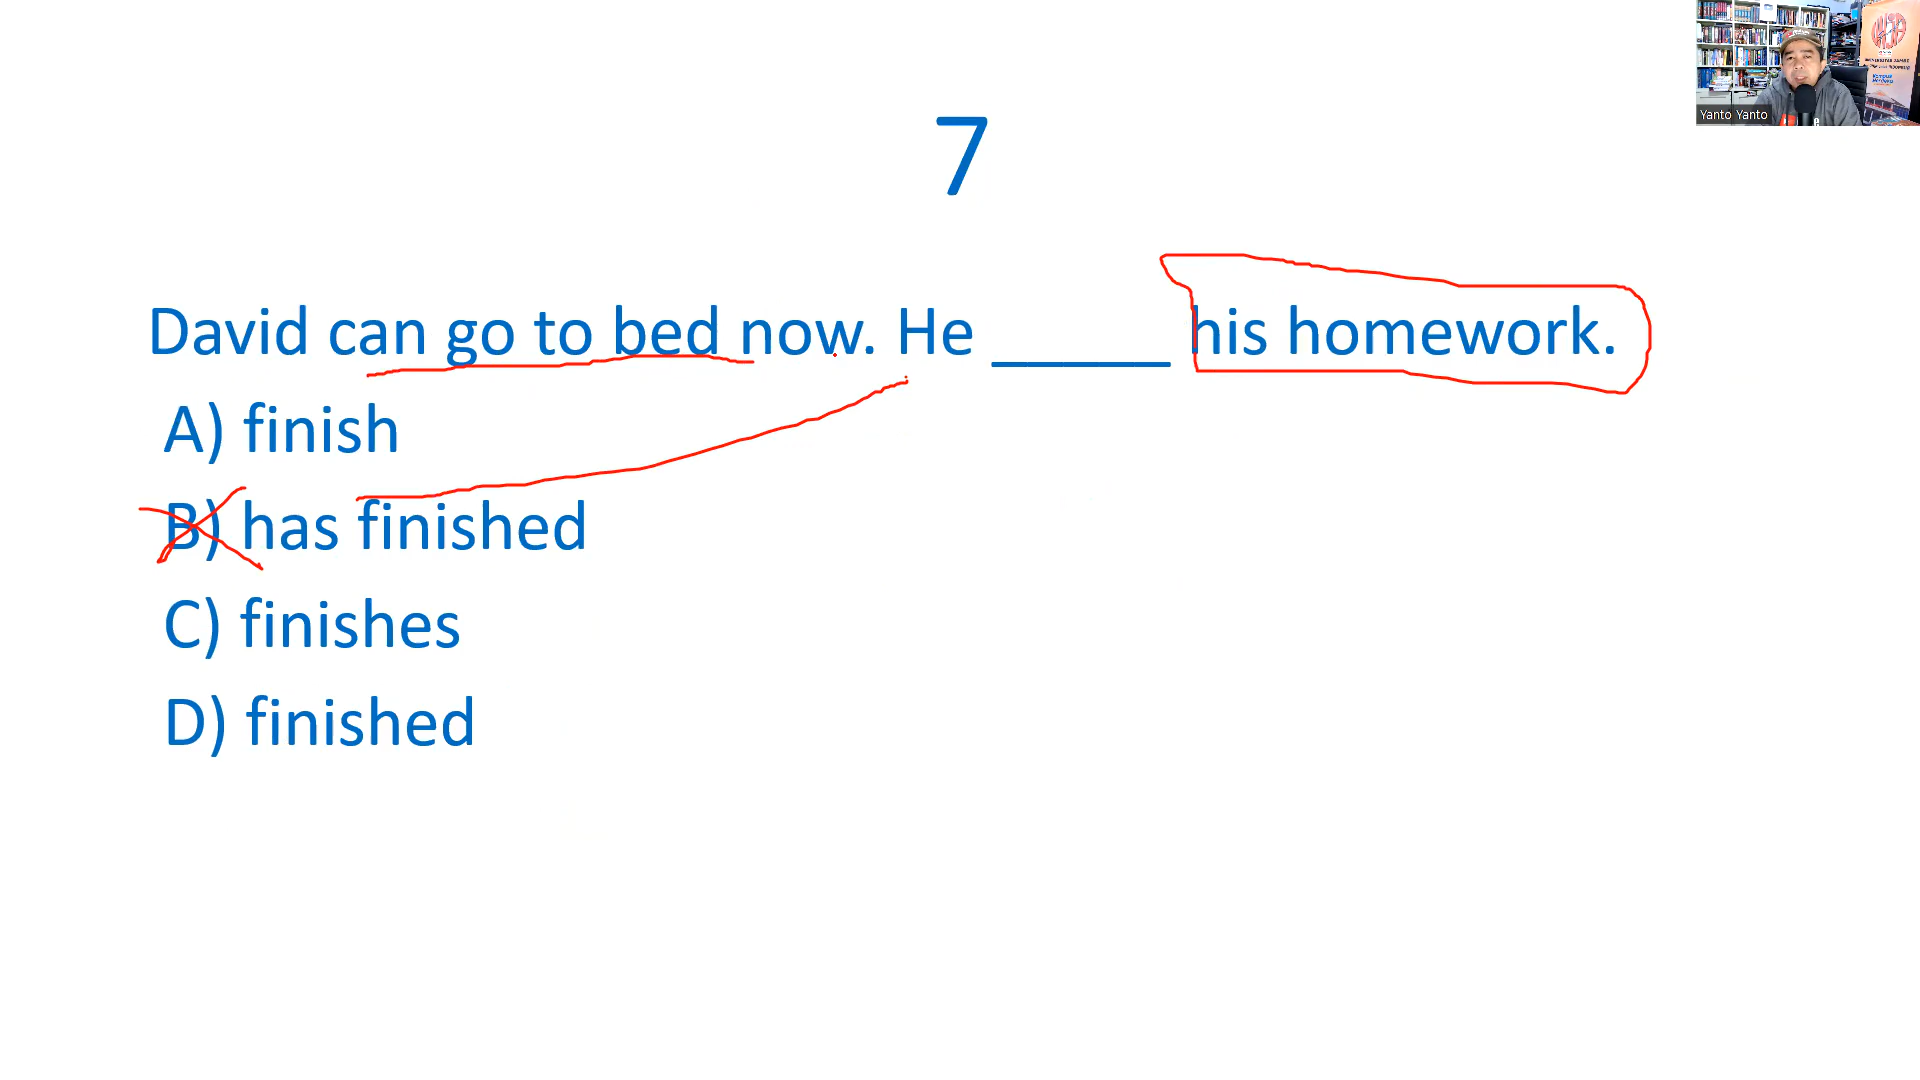 7
David can go to bed now. He ______ his homework.
A) finish
B) has finished
C) finishes
D) finished
Yanto Yanto